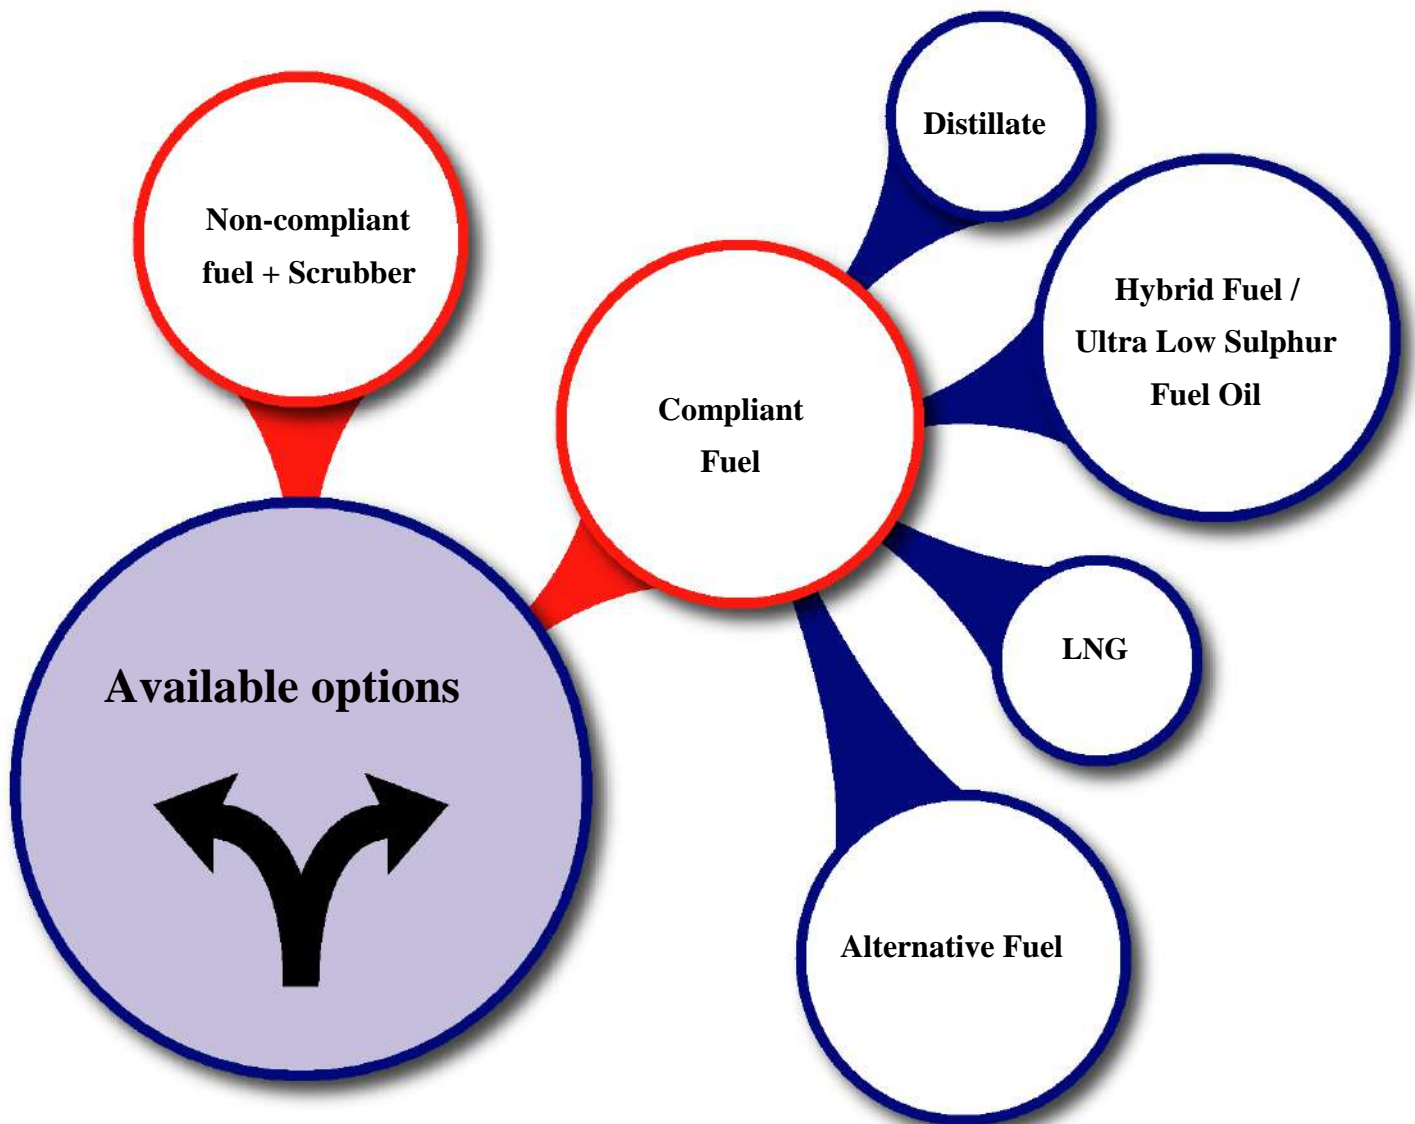 Distillate
Non-compliant
fuel + Scrubber
Hybrid Fuel /
Ultra Low Sulphur
Fuel Oil
Compliant
Fuel
LNG
Available options
Alternative Fuel